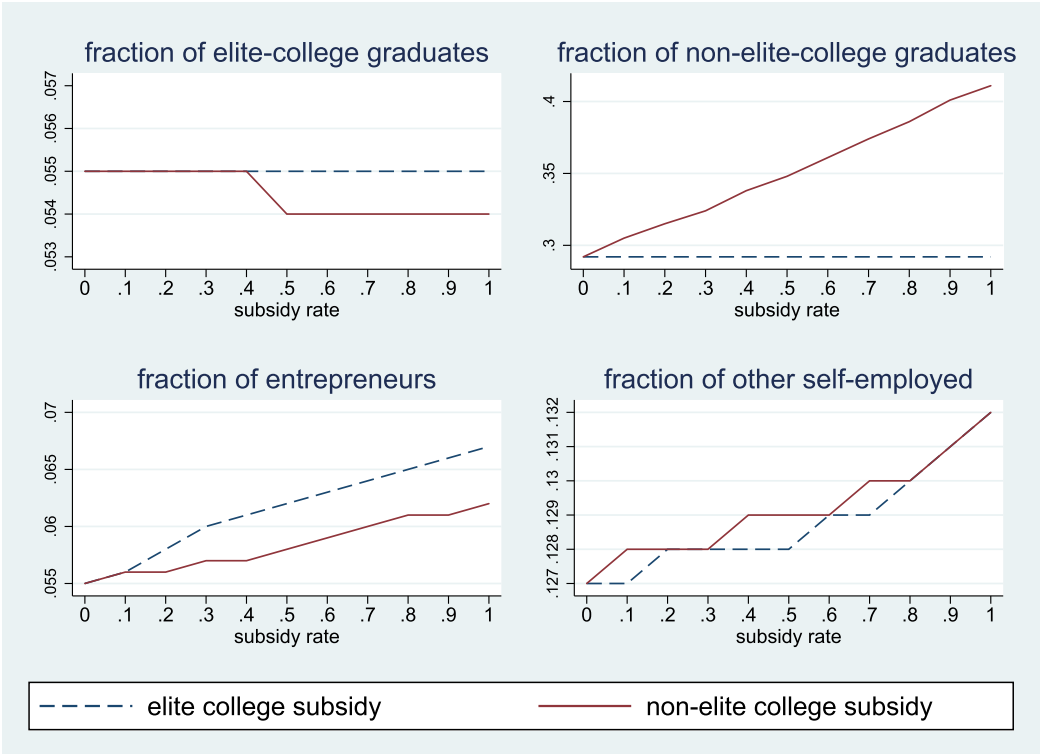 fraction of elite-college graduates
.057
.056
.055
.054
.053
0 .1 .2 .3 .4 .5 .6 .7 .8 .9 1
subsidy rate
fraction of non-elite-college graduates
.4
.35
.3
0 .1 .2 .3 .4 .5 .6 .7 .8 .9 1
subsidy rate
fraction of entrepreneurs
.07
.065
.06
.055
0 .1 .2 .3 .4 .5 .6 .7 .8 .9 1
subsidy rate
fraction of other self-employed
.132
.131
.13
.129
.128
.127
0 .1 .2 .3 .4 .5 .6 .7 .8 .9 1
subsidy rate
elite college subsidy
non-elite college subsidy